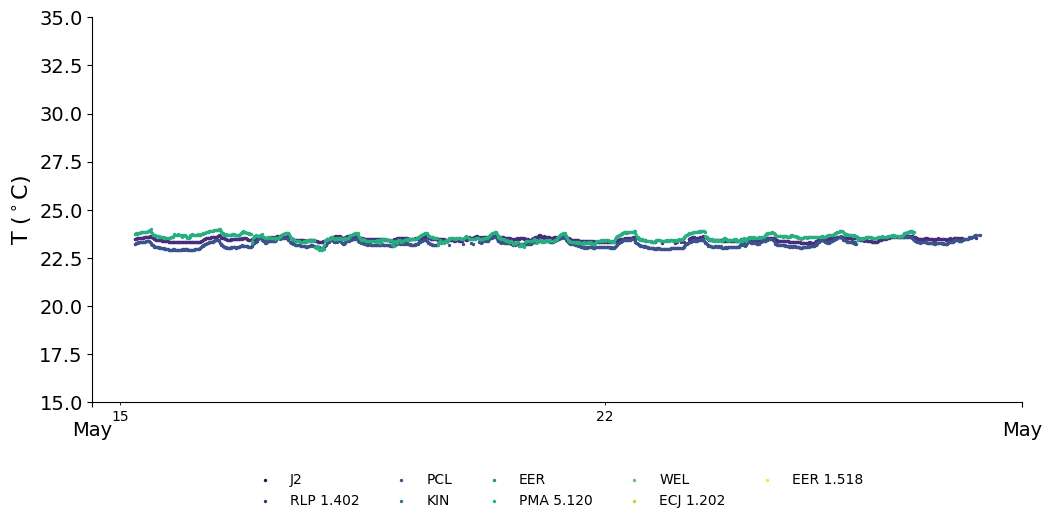 35.0
32.5
30.0
27.5
25.0
22.5
20.0
17.5
15.0
T (°C)
15
22
May
May
J2
PCL
EER
WEL
EER 1.518
RLP 1.402
KIN
PMA 5.120
ECJ 1.202